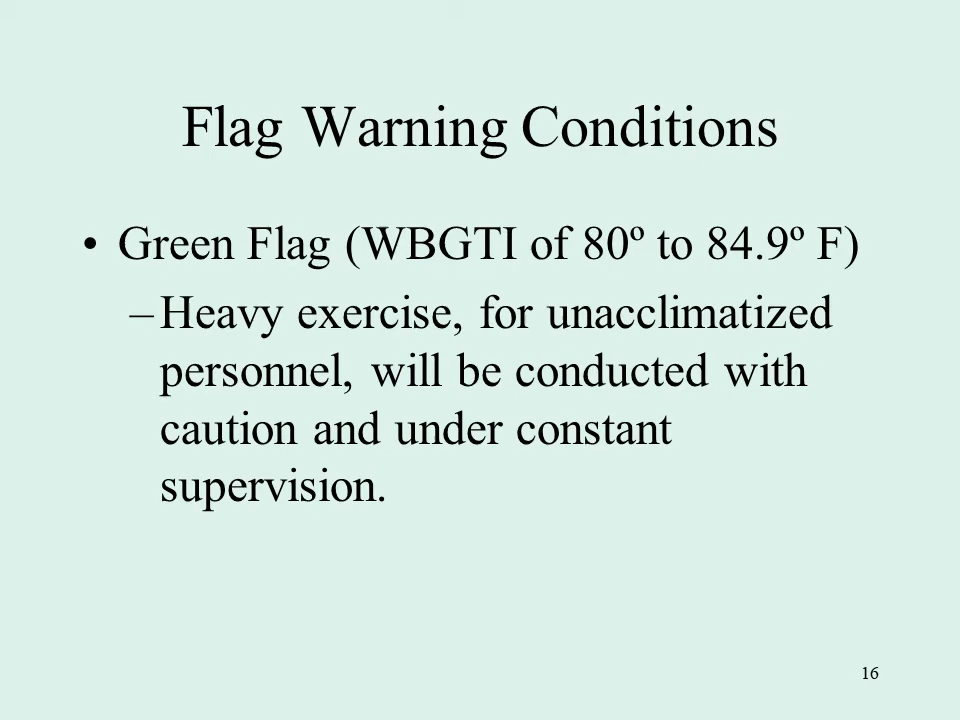 Flag Warning Conditions
• Green Flag (WBGTI of 80º to 84.9º F)
–Heavy exercise, for unacclimatized
personnel, will be conducted with
caution and under constant
supervision.
16